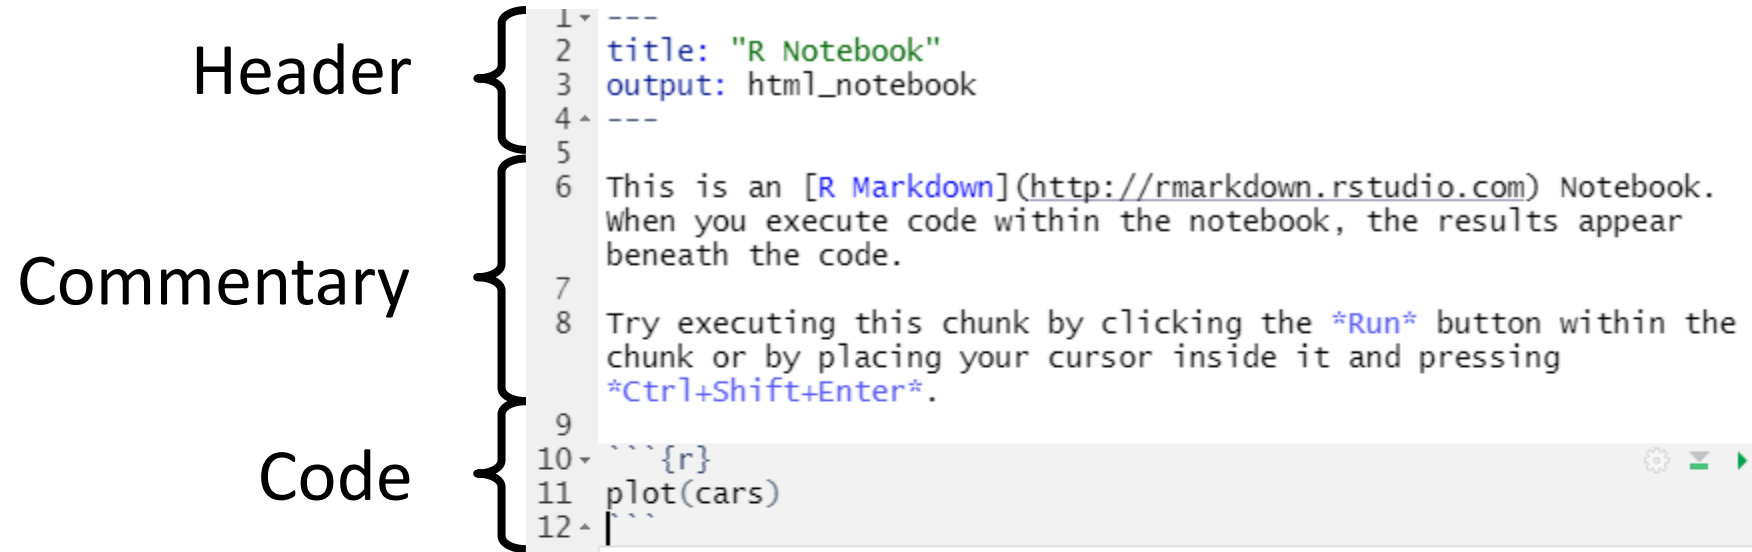 Header
1 ---
2 title: "R Notebook"
3 output: html_notebook
4 ---
5
6 This is an [R Markdown](http://rmarkdown.rstudio.com) Notebook.
When you execute code within the notebook, the results appear
beneath the code.
Commentary
7
8 Try executing this chunk by clicking the *Run* button within the
chunk or by placing your cursor inside it and pressing
*Ctrl+Shift+Enter*.
9
Code
10 ```{r}
11 plot(cars)
12 ```